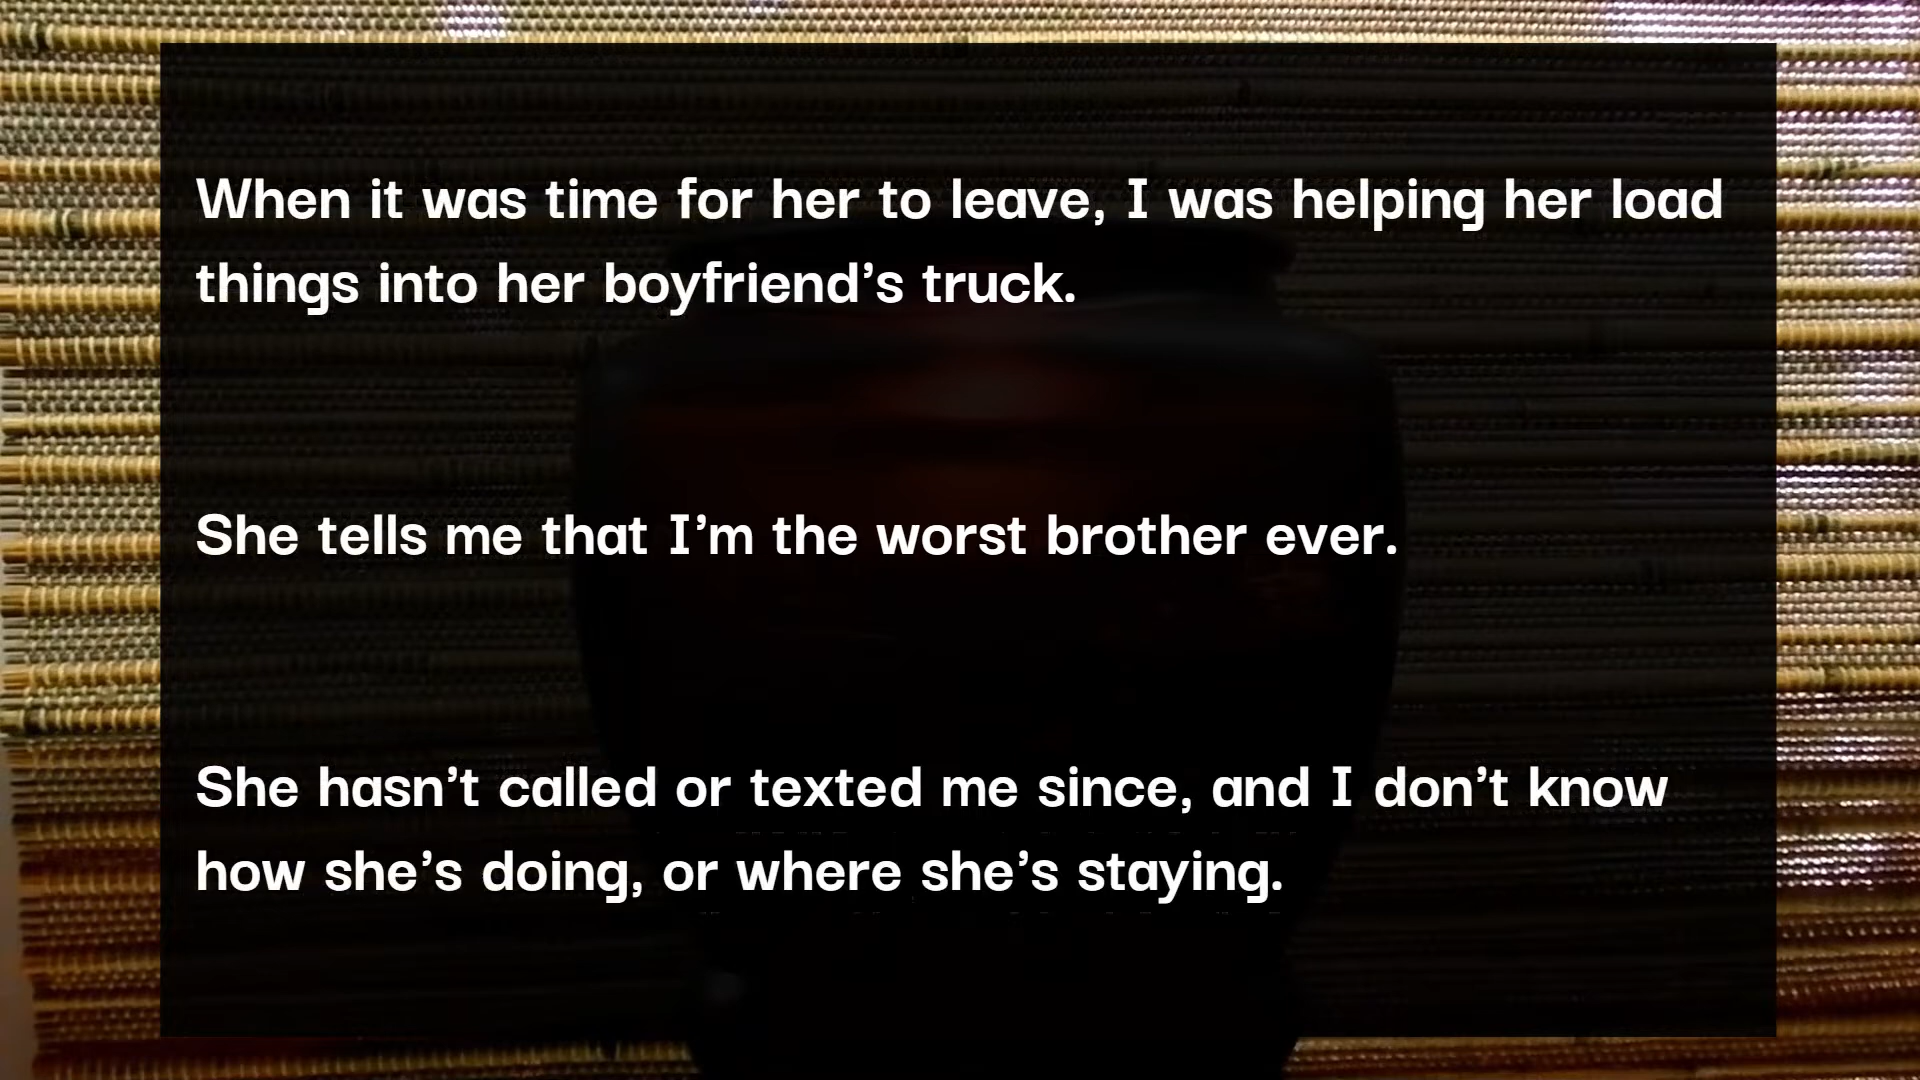 When it was time for her to leave, I was helping her load
things into her boyfriend’s truck.
She tells me that I’m the worst brother ever.
She hasn’t called or texted me since, and I don’t know
how she’s doing, or where she’s staying.